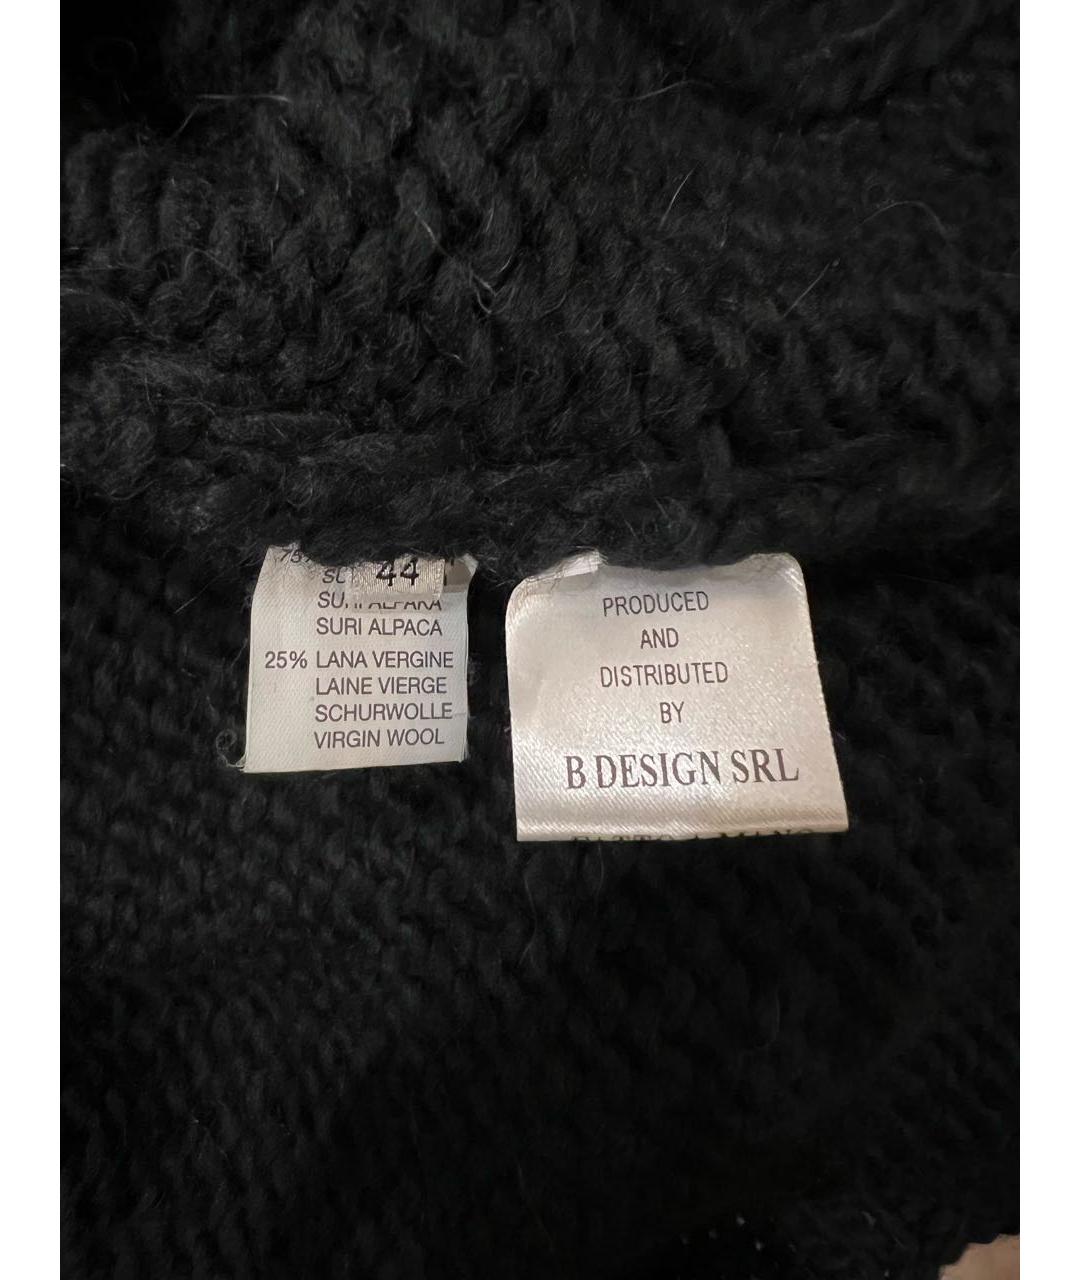 44
SURI ALPACA
25% LANA VERGINE
LAINE VIERGE
SCHURWOLLE
VIRGIN WOOL
PRODUCED
AND
DISTRIBUTED
BY
B DESIGN SRL